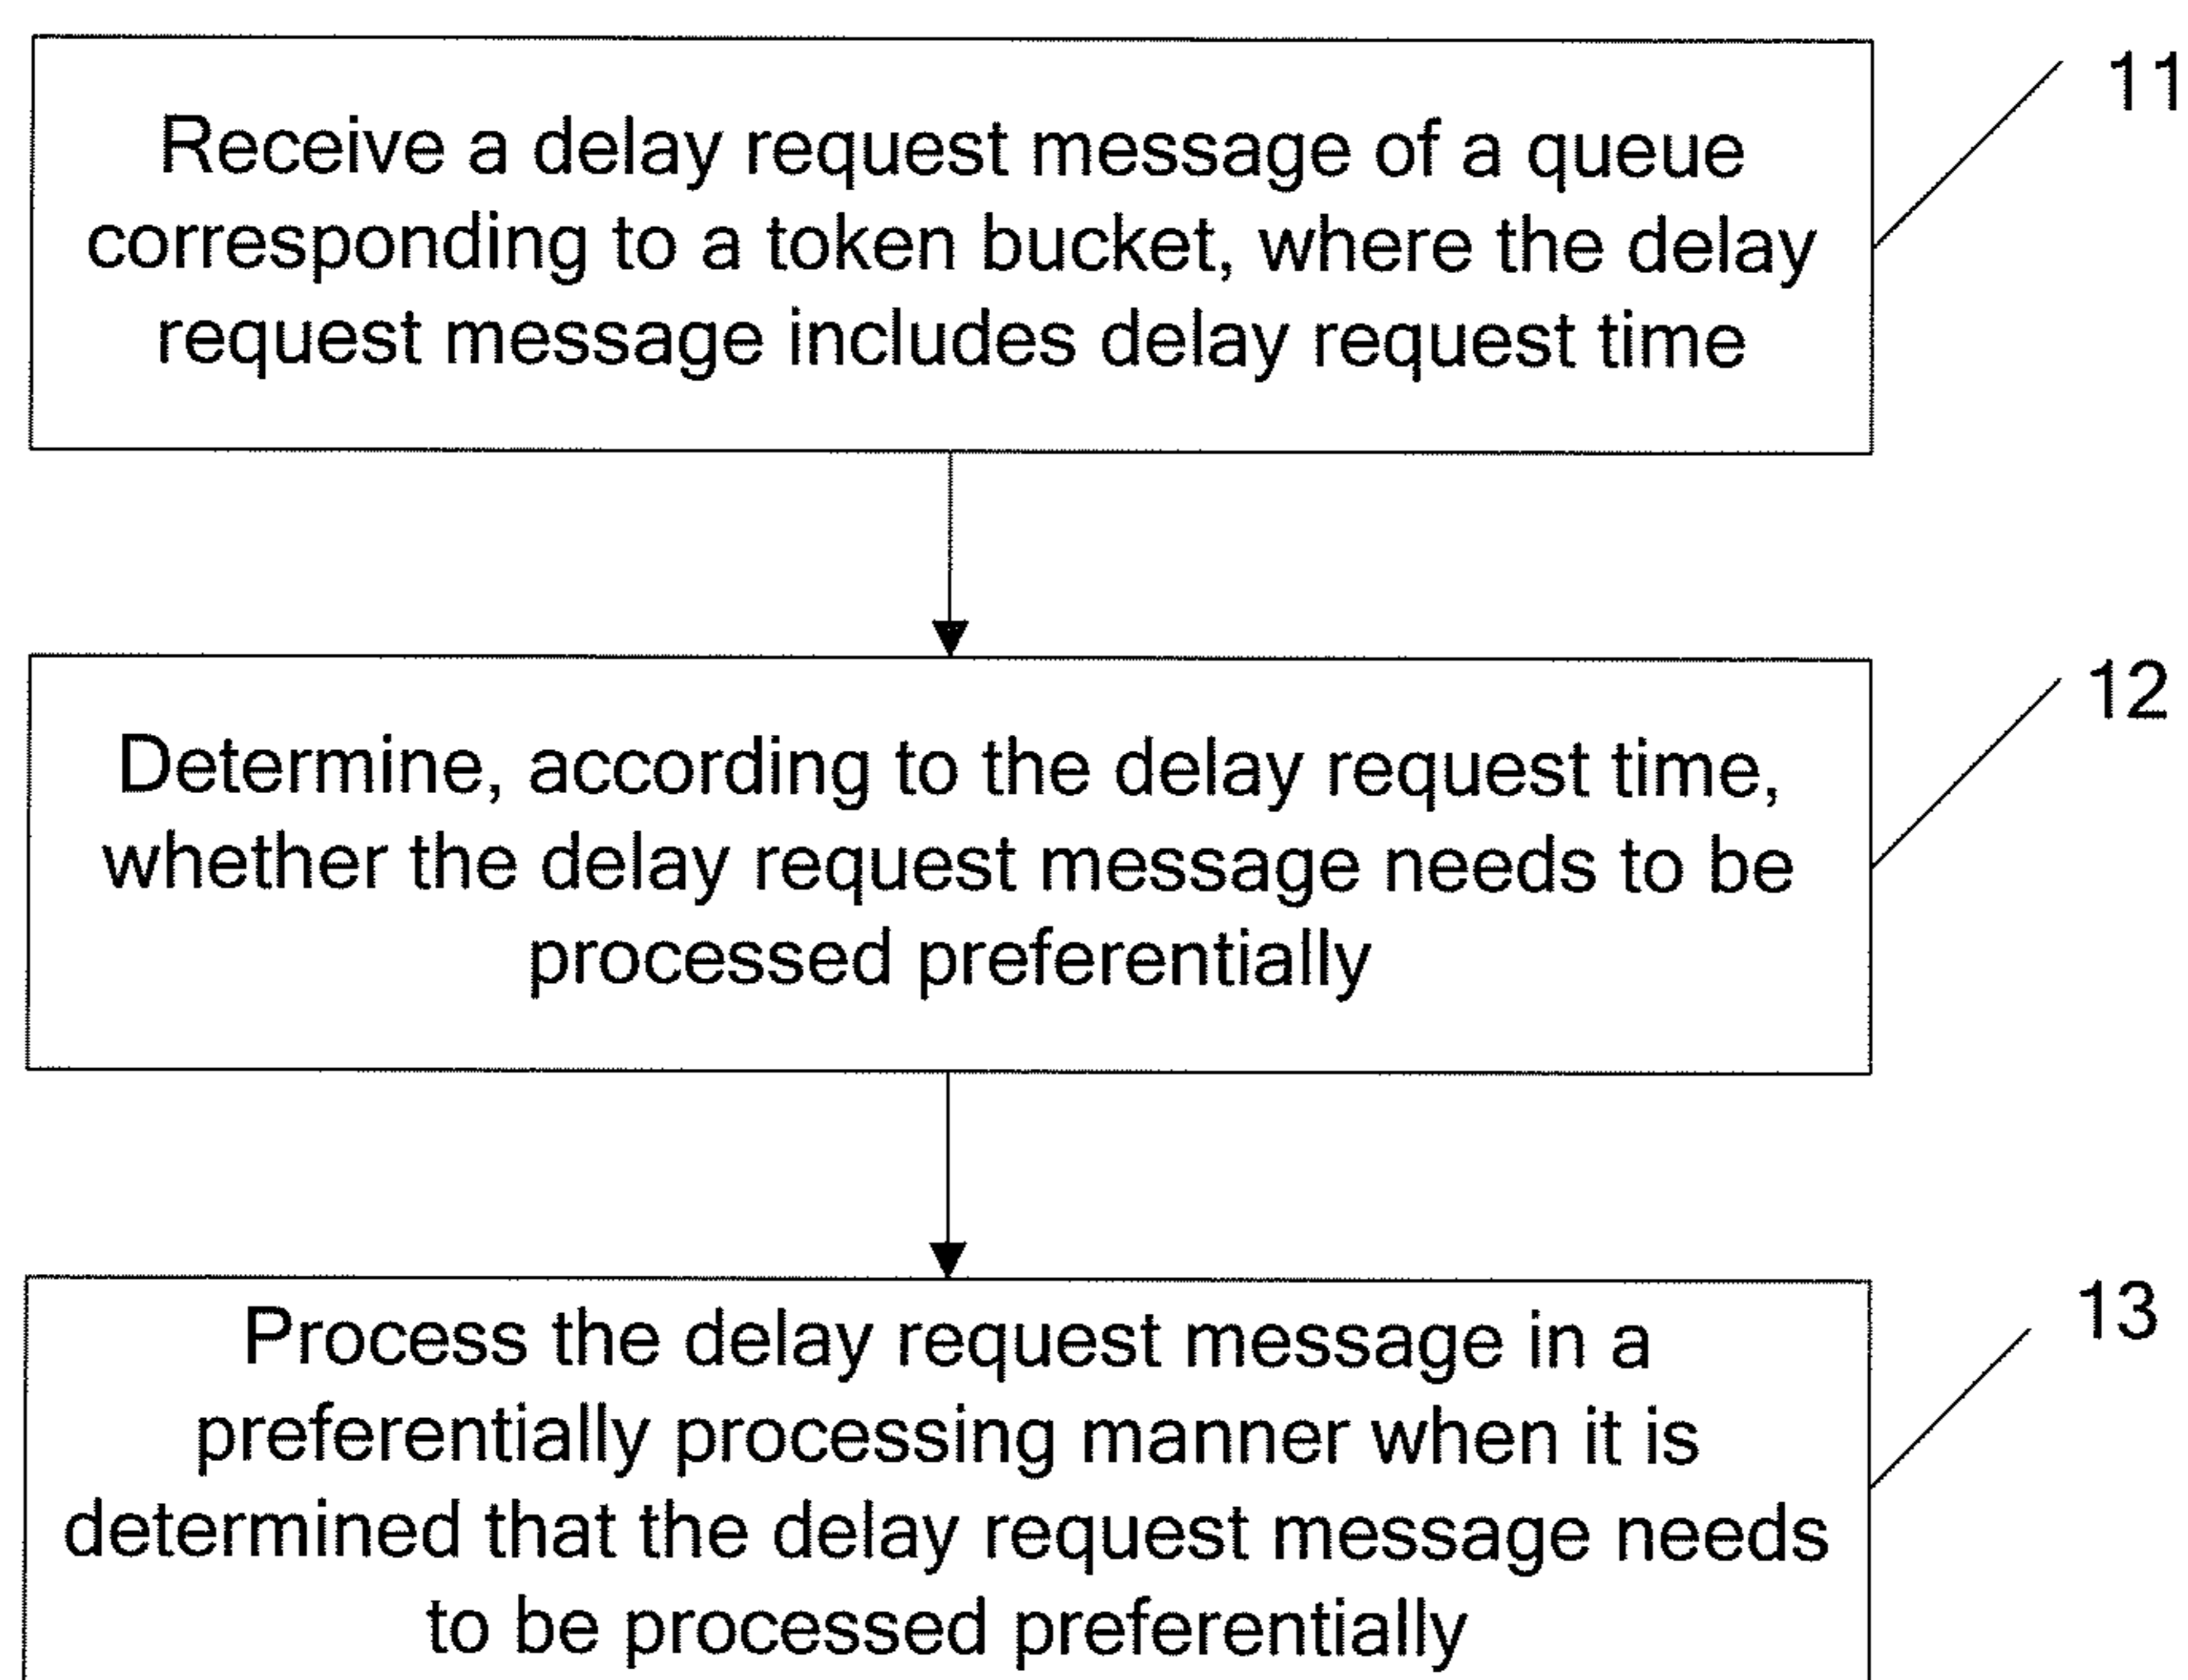 Receive a delay request message of a queue
corresponding to a token bucket, where the delay
request message includes delay request time
11
Determine, according to the delay request time,
whether the delay request message needs to be
processed preferentially
12
Process the delay request message in a
preferentially processing manner when it is
determined that the delay request message needs
to be processed preferentially
13